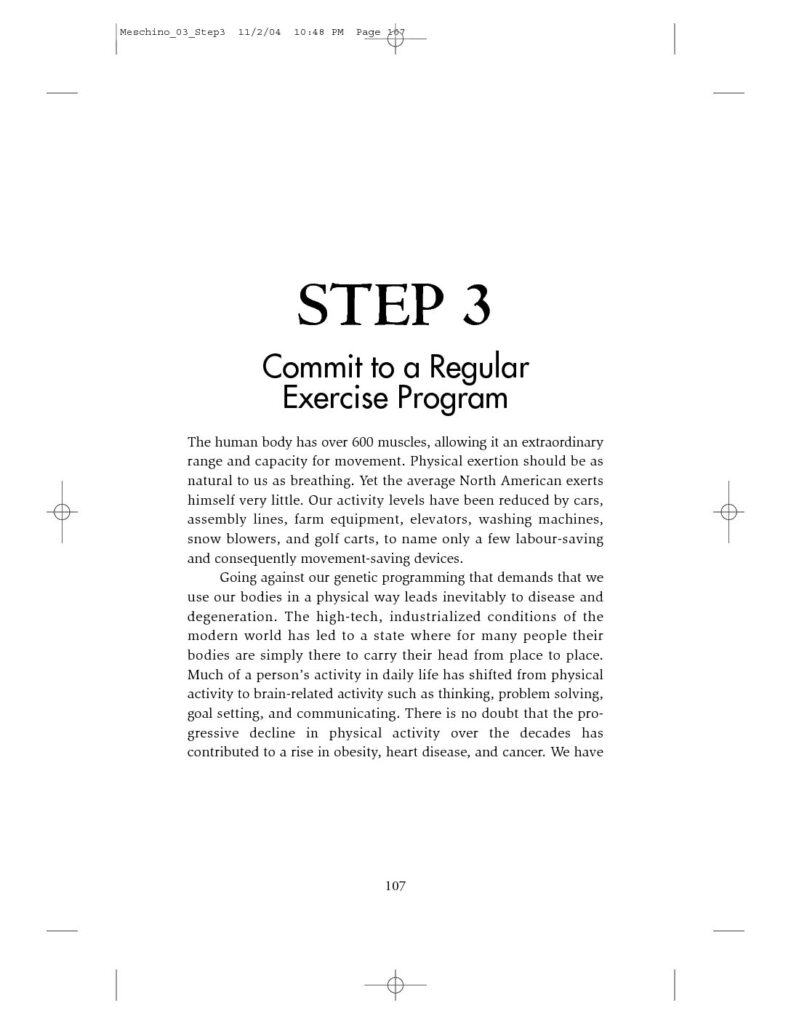 Meschino_03_Step3 11/2/04 10:48 PM Page 107
STEP 3
Commit to a Regular
Exercise Program
The human body has over 600 muscles, allowing it an extraordinary
range and capacity for movement. Physical exertion should be as
natural to us as breathing. Yet the average North American exerts
himself very little. Our activity levels have been reduced by cars,
assembly lines, farm equipment, elevators, washing machines,
snow blowers, and golf carts, to name only a few labour-saving
and consequently movement-saving devices.
Going against our genetic programming that demands that we
use our bodies in a physical way leads inevitably to disease and
degeneration. The high-tech, industrialized conditions of the
modern world has led to a state where for many people their
bodies are simply there to carry their head from place to place.
Much of a person’s activity in daily life has shifted from physical
activity to brain-related activity such as thinking, problem solving,
goal setting, and communicating. There is no doubt that the pro-
gressive decline in physical activity over the decades has
contributed to a rise in obesity, heart disease, and cancer. We have
107